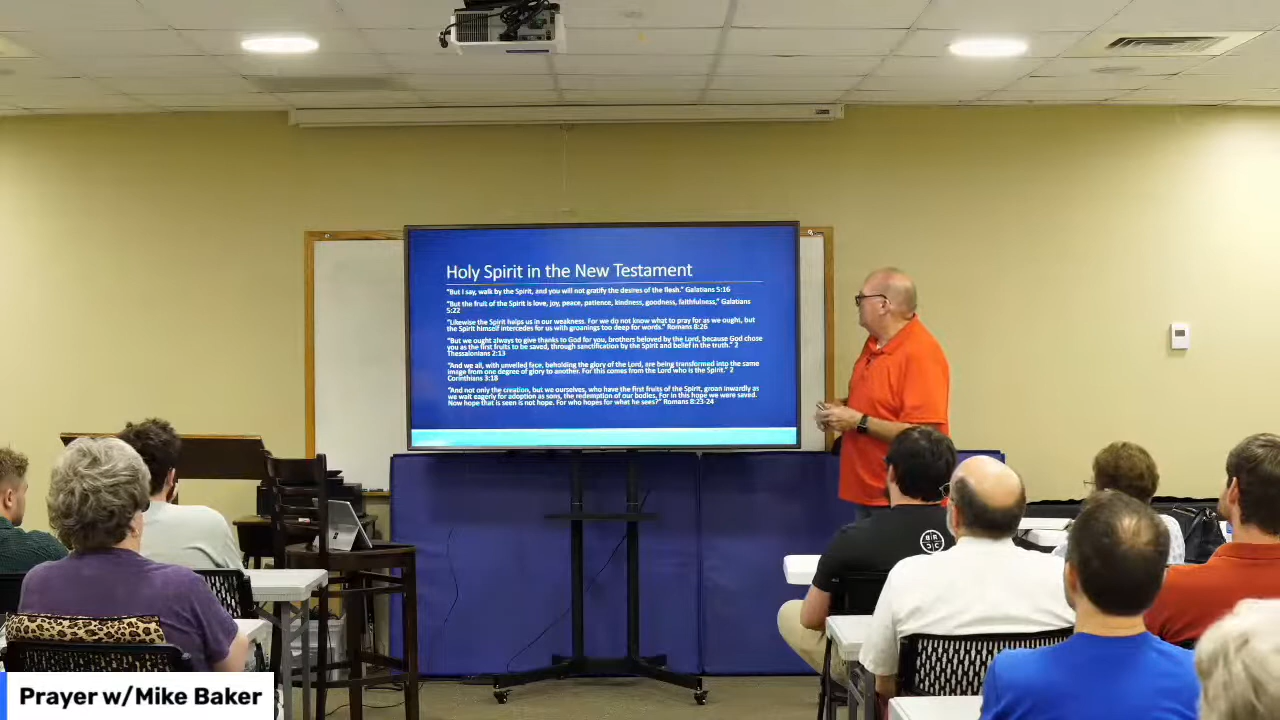 Holy Spirit in the New Testament
"But I say, walk by the Spirit, and you will not gratify the desires of the flesh." Galatians 5:16
"But the fruit of the Spirit is love, joy, peace, patience, kindness, goodness, faithfulness," Galatians
5:22
"Likewise the Spirit helps us in our weakness. For we do not know what to pray for as we ought, but
the Spirit himself intercedes for us with groanings too deep for words." Romans 8:26
"But we ought always to give thanks to God for you, brothers beloved by the Lord, because God chose
you as the first fruits to be saved, through sanctification by the Spirit and belief in the truth." 2
Thessalonians 2:13
"And we all, with unveiled face, beholding the glory of the Lord, are being transformed into the same
image from one degree of glory to another. For this comes from the Lord who is the Spirit." 2
Corinthians 3:18
"And not only the creation, but we ourselves, who have the first fruits of the Spirit, groan inwardly as
we wait eagerly for adoption as sons, the redemption of our bodies. For in this hope we were saved.
Now hope that is seen is not hope. For who hopes for what he sees?" Romans 8:23-24
Prayer w/Mike Baker